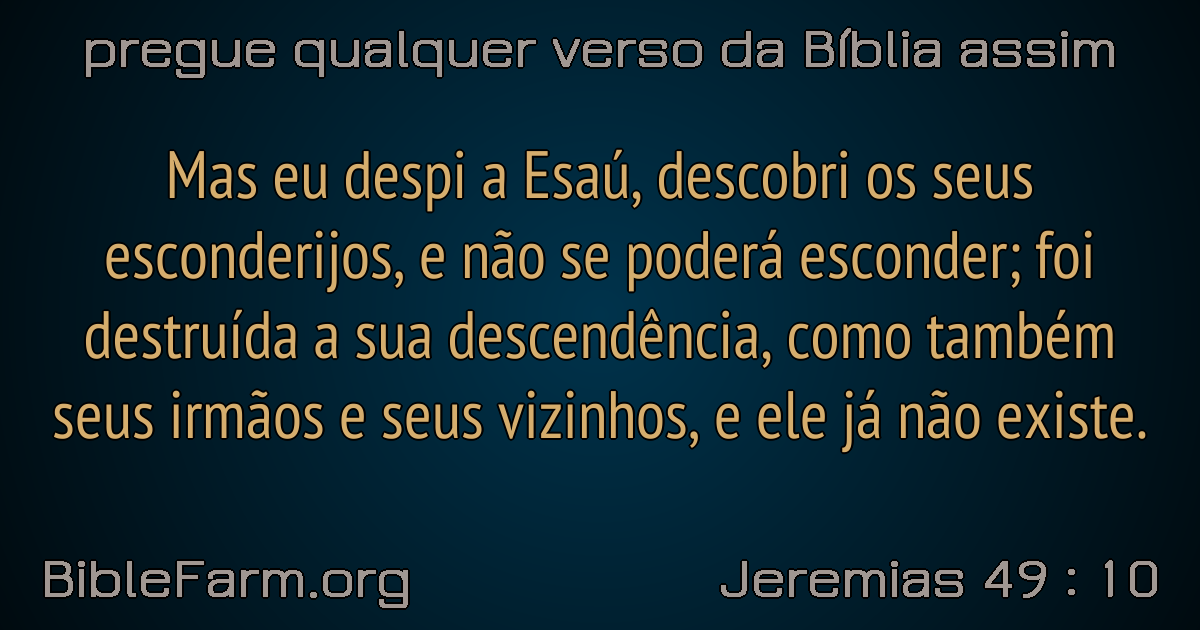 pregue qualquer verso da Bíblia assim
Mas eu despi a Esaú, descobri os seus
esconderijos, e não se poderá esconder; foi
destruída a sua descendência, como também
seus irmãos e seus vizinhos, e ele já não existe.
BibleFarm.org
Jeremias 49 : 10